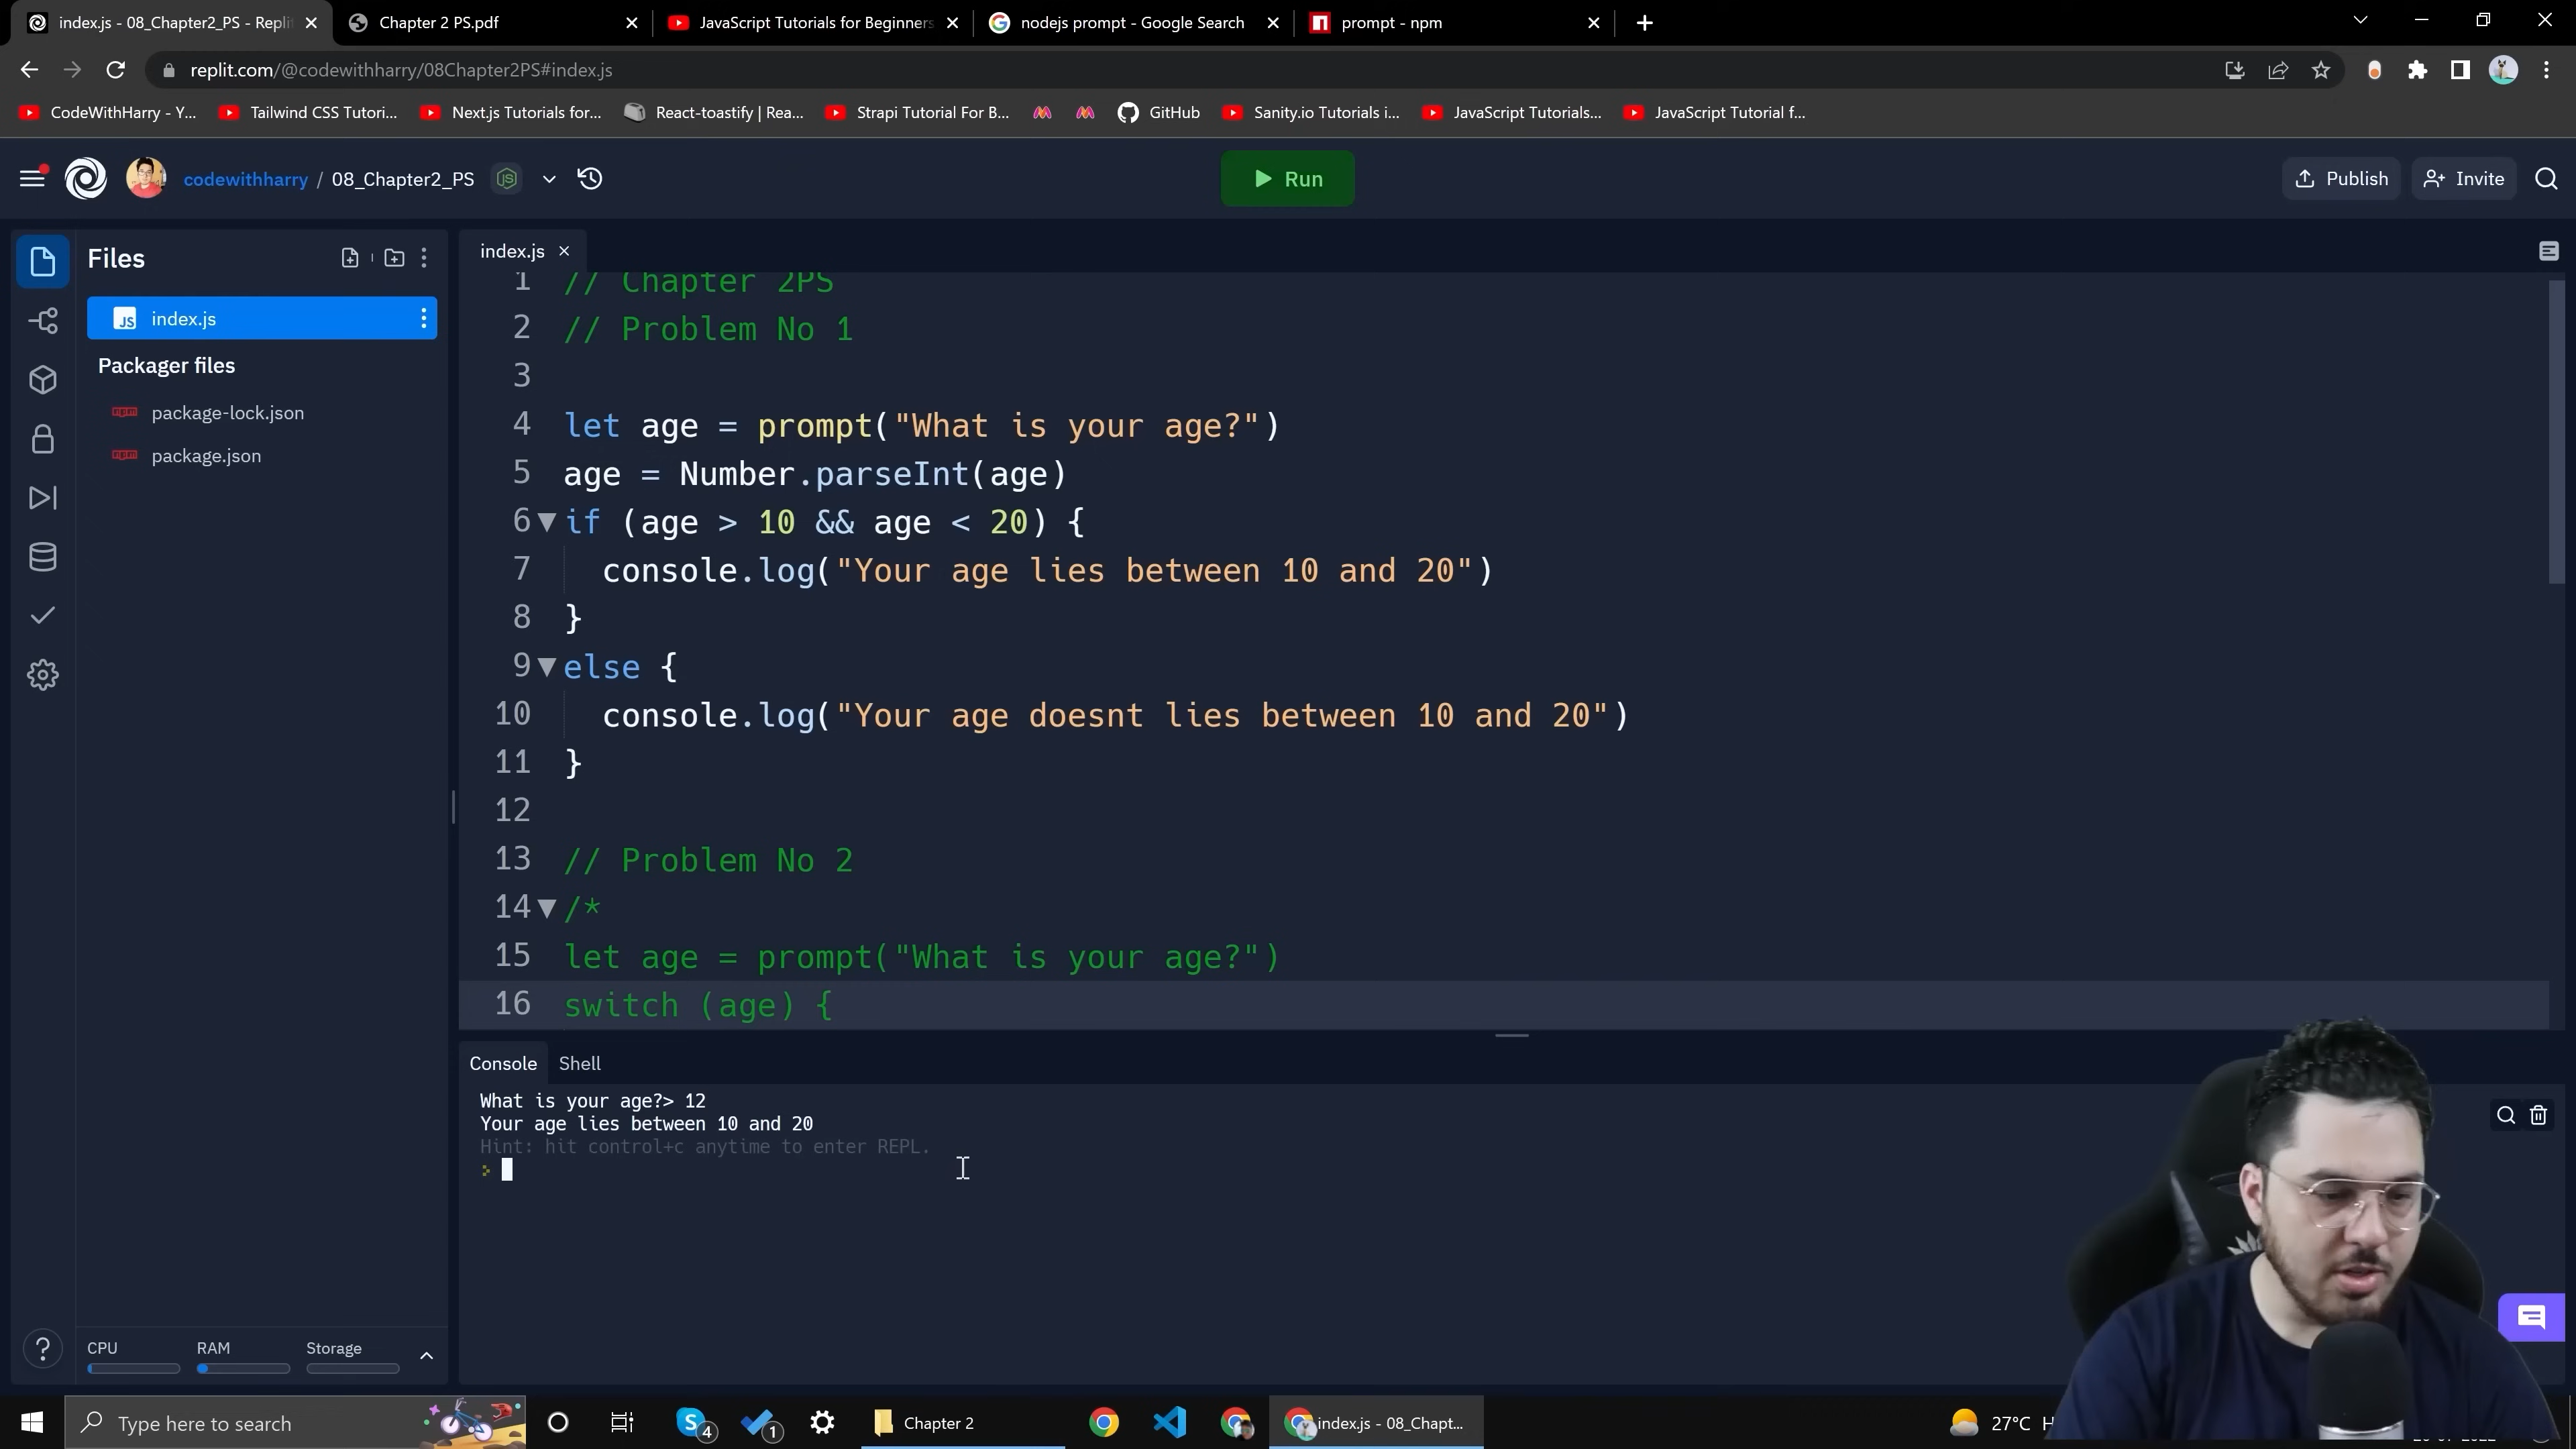 index.js - 08_Chapter2_PS - Replit
Chapter 2 PS.pdf
JavaScript Tutorials for Beginners
nodejs prompt - Google Search
prompt - npm
replit.com/@codewithharry/08Chapter2PS#index.js
CodeWithHarry - Y...
Tailwind CSS Tutori...
Next.js Tutorials for...
React-toastify | Rea...
Strapi Tutorial For B...
GitHub
Sanity.io Tutorials i...
JavaScript Tutorials...
JavaScript Tutorial f...
codewithharry / 08_Chapter2_PS
Run
Publish
Invite
Files
index.js
JS index.js
Packager files
package-lock.json
package.json
1 // Chapter 2PS
2 // Problem No 1
3
4 let age = prompt("What is your age?")
5 age = Number.parseInt(age)
6 if (age > 10 && age < 20) {
7 console.log("Your age lies between 10 and 20")
8 }
9 else {
10 console.log("Your age doesnt lies between 10 and 20")
11 }
12
13 // Problem No 2
14 /*
15 let age = prompt("What is your age?")
16 switch (age) {
Console Shell
What is your age?> 12
Your age lies between 10 and 20
Hint: hit control+c anytime to enter REPL.
CPU RAM Storage
Type here to search
4
1
Chapter 2
index.js - 08_Chapt...
27°C